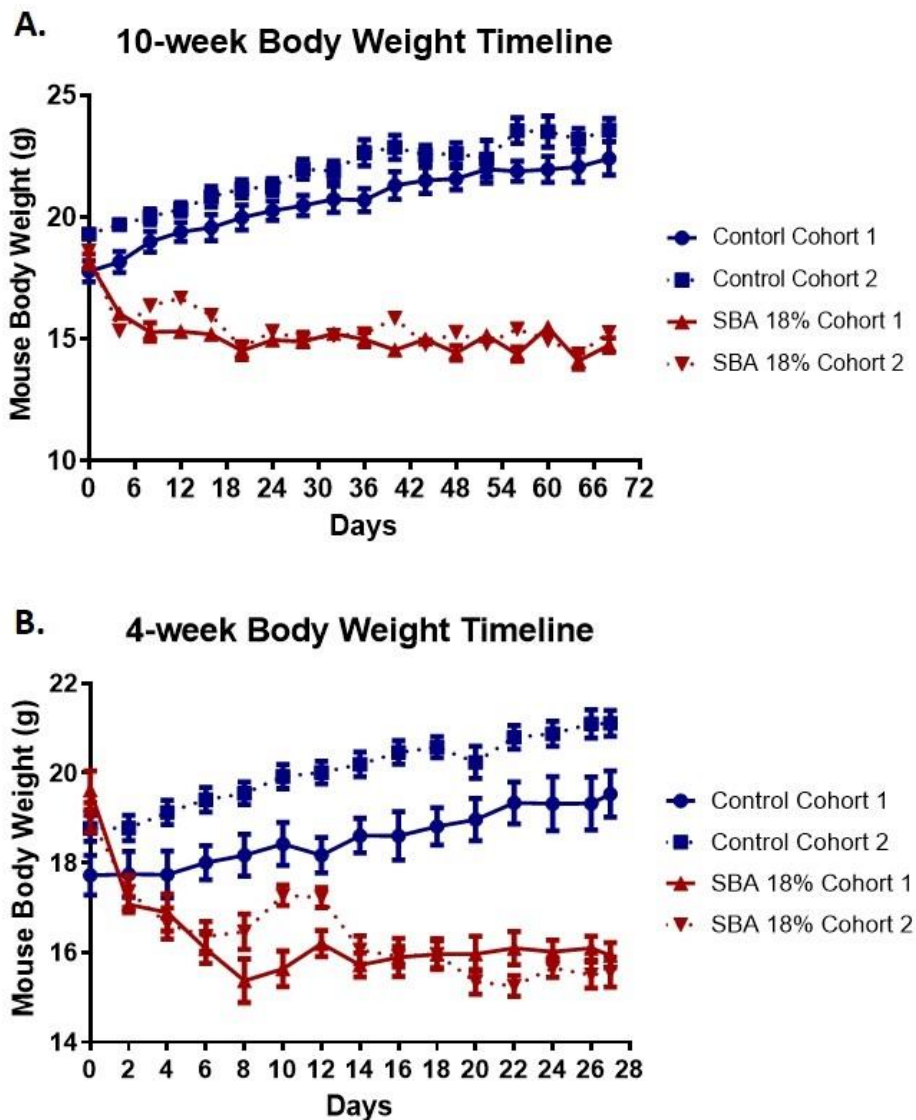 A.
10-week Body Weight Timeline
Mouse Body Weight (g)
25
20
15
10
0 6 12 18 24 30 36 42 48 54 60 66 72
Days
Contorl Cohort 1
Control Cohort 2
SBA 18% Cohort 1
SBA 18% Cohort 2
B.
4-week Body Weight Timeline
Mouse Body Weight (g)
22
20
18
16
14
0 2 4 6 8 10 12 14 16 18 20 22 24 26 28
Days
Control Cohort 1
Control Cohort 2
SBA 18% Cohort 1
SBA 18% Cohort 2